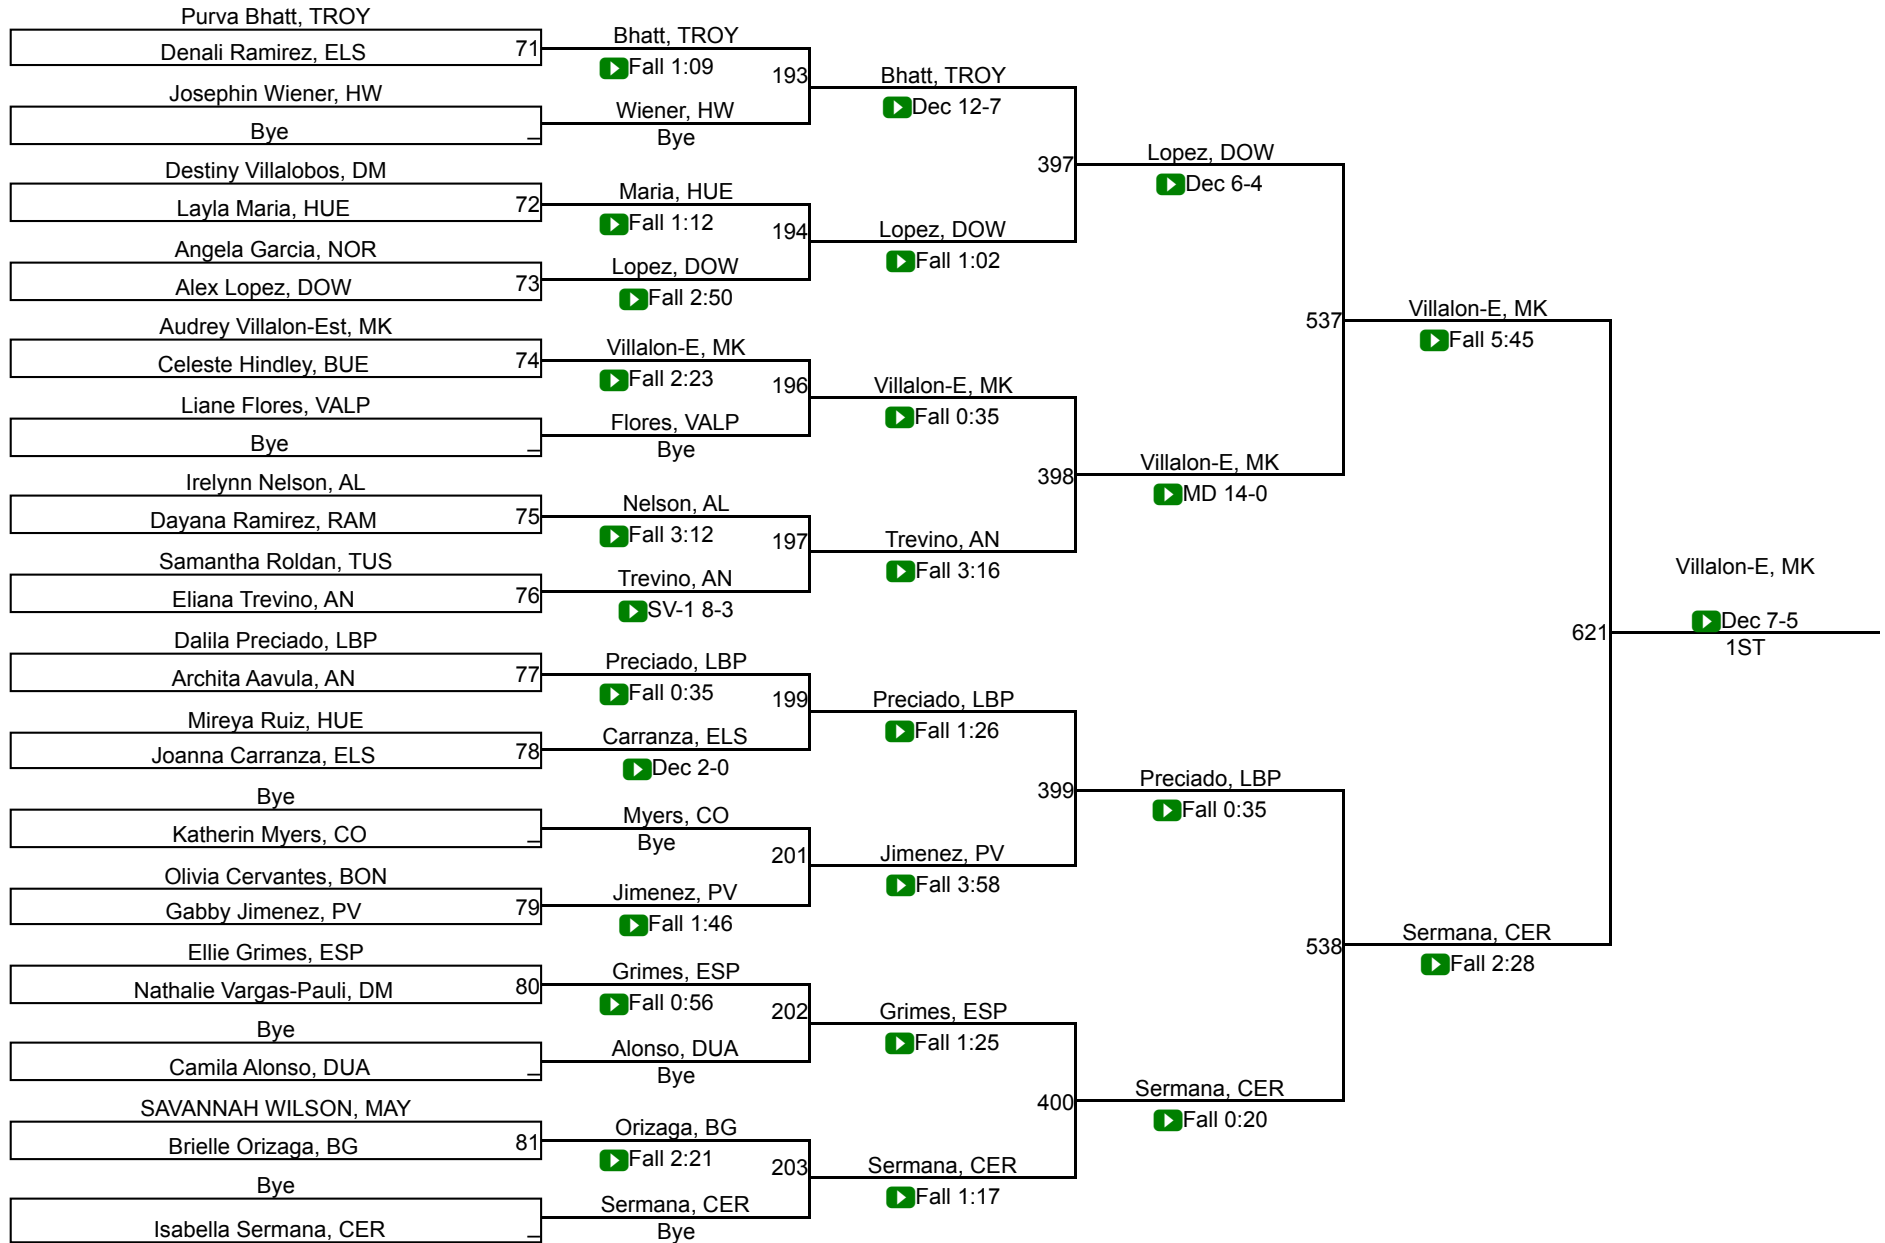 Purva Bhatt, TROY
Denali Ramirez, ELS
71
Josephin Wiener, HW
Bye
_
Destiny Villalobos, DM
Layla Maria, HUE
72
Angela Garcia, NOR
Alex Lopez, DOW
73
Audrey Villalon-Est, MK
Celeste Hindley, BUE
74
Liane Flores, VALP
Bye
_
Irelynn Nelson, AL
Dayana Ramirez, RAM
75
Samantha Roldan, TUS
Eliana Trevino, AN
76
Dalila Preciado, LBP
Archita Aavula, AN
77
Mireya Ruiz, HUE
Joanna Carranza, ELS
78
Bye
Katherin Myers, CO
_
Olivia Cervantes, BON
Gabby Jimenez, PV
79
Ellie Grimes, ESP
Nathalie Vargas-Pauli, DM
80
Bye
Camila Alonso, DUA
_
SAVANNAH WILSON, MAY
Brielle Orizaga, BG
81
Bye
Isabella Sermana, CER
_
Bhatt, TROY
Fall 1:09
193
Wiener, HW
Bye
Maria, HUE
Fall 1:12
194
Lopez, DOW
Fall 2:50
Villalon-E, MK
Fall 2:23
196
Flores, VALP
Bye
Nelson, AL
Fall 3:12
197
Trevino, AN
SV-1 8-3
Preciado, LBP
Fall 0:35
199
Carranza, ELS
Dec 2-0
Myers, CO
Bye
201
Jimenez, PV
Fall 1:46
Grimes, ESP
Fall 0:56
202
Alonso, DUA
Bye
Orizaga, BG
Fall 2:21
203
Sermana, CER
Bye
Bhatt, TROY
Dec 12-7
397
Lopez, DOW
Fall 1:02
Villalon-E, MK
Fall 0:35
398
Trevino, AN
Fall 3:16
Preciado, LBP
Fall 1:26
399
Jimenez, PV
Fall 3:58
Grimes, ESP
Fall 1:25
400
Sermana, CER
Fall 1:17
Lopez, DOW
Dec 6-4
537
Villalon-E, MK
MD 14-0
Preciado, LBP
Fall 0:35
538
Sermana, CER
Fall 0:20
Villalon-E, MK
Fall 5:45
621
Sermana, CER
Fall 2:28
Villalon-E, MK
Dec 7-5
1ST